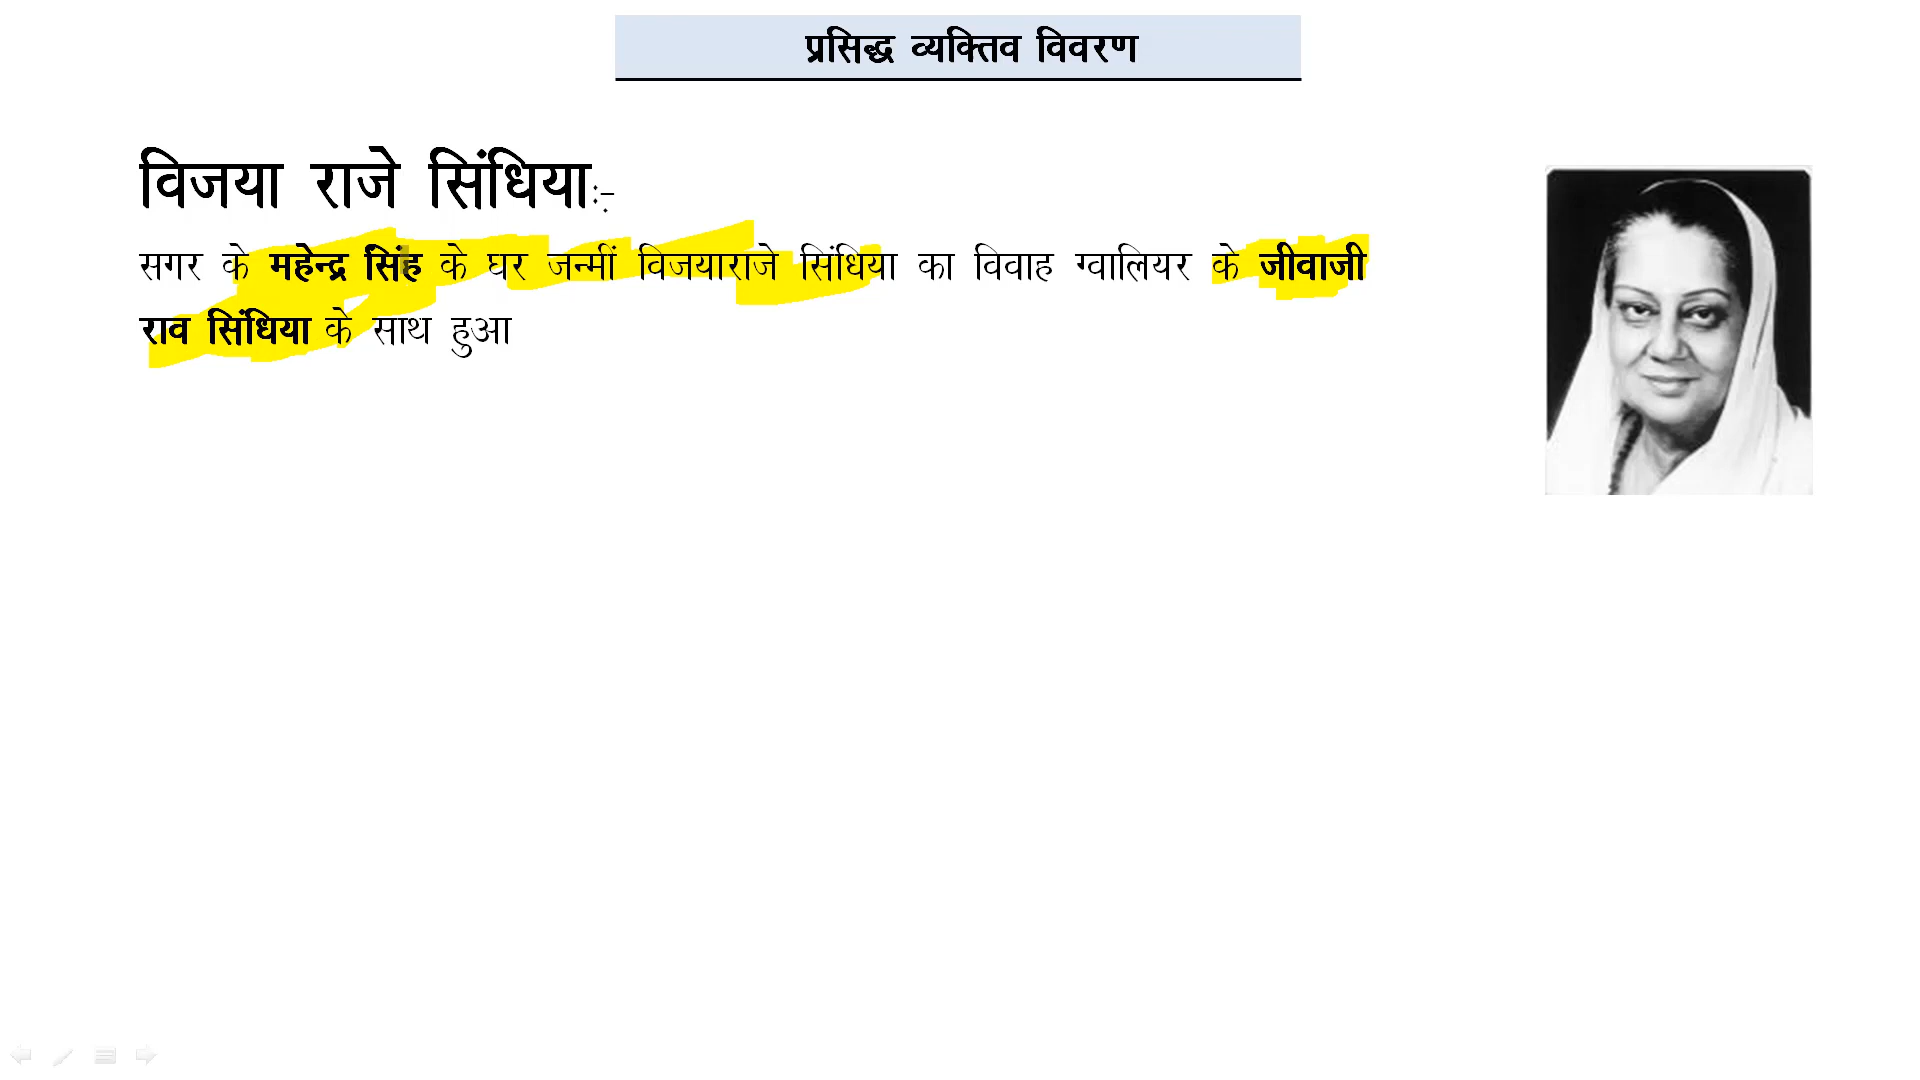 प्रसिद्ध व्यक्तिव विवरण
विजया राजे सिंधियाः-
सगर के महेन्द्र सिंह के घर जन्मीं विजयाराजे सिंधिया का विवाह ग्वालियर के जीवाजी
राव सिंधिया के साथ हुआ